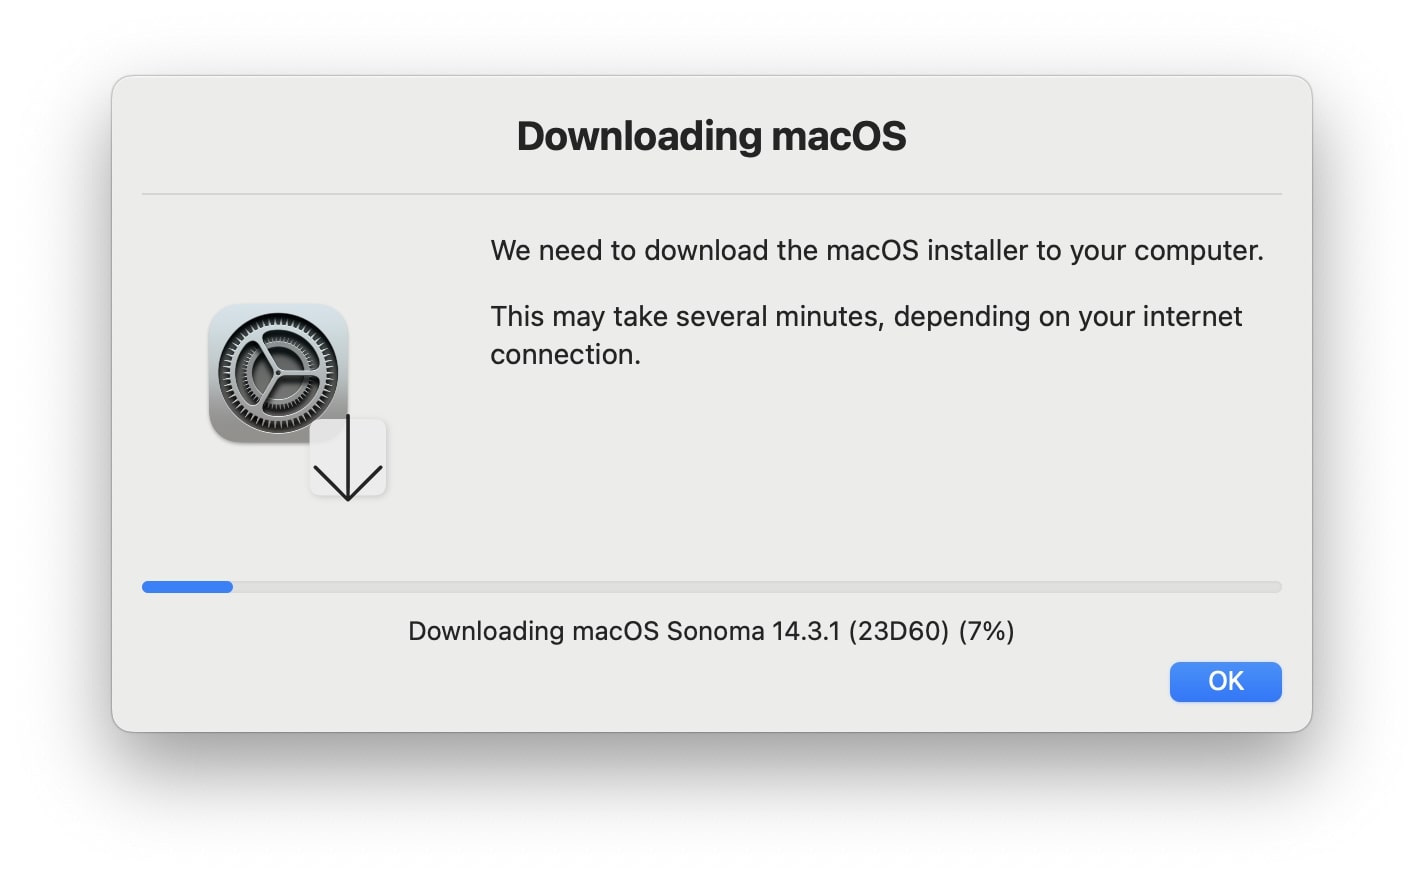 Downloading macOS
We need to download the macOS installer to your computer.
This may take several minutes, depending on your internet
connection.
Downloading macOS Sonoma 14.3.1 (23D60) (7%)
OK